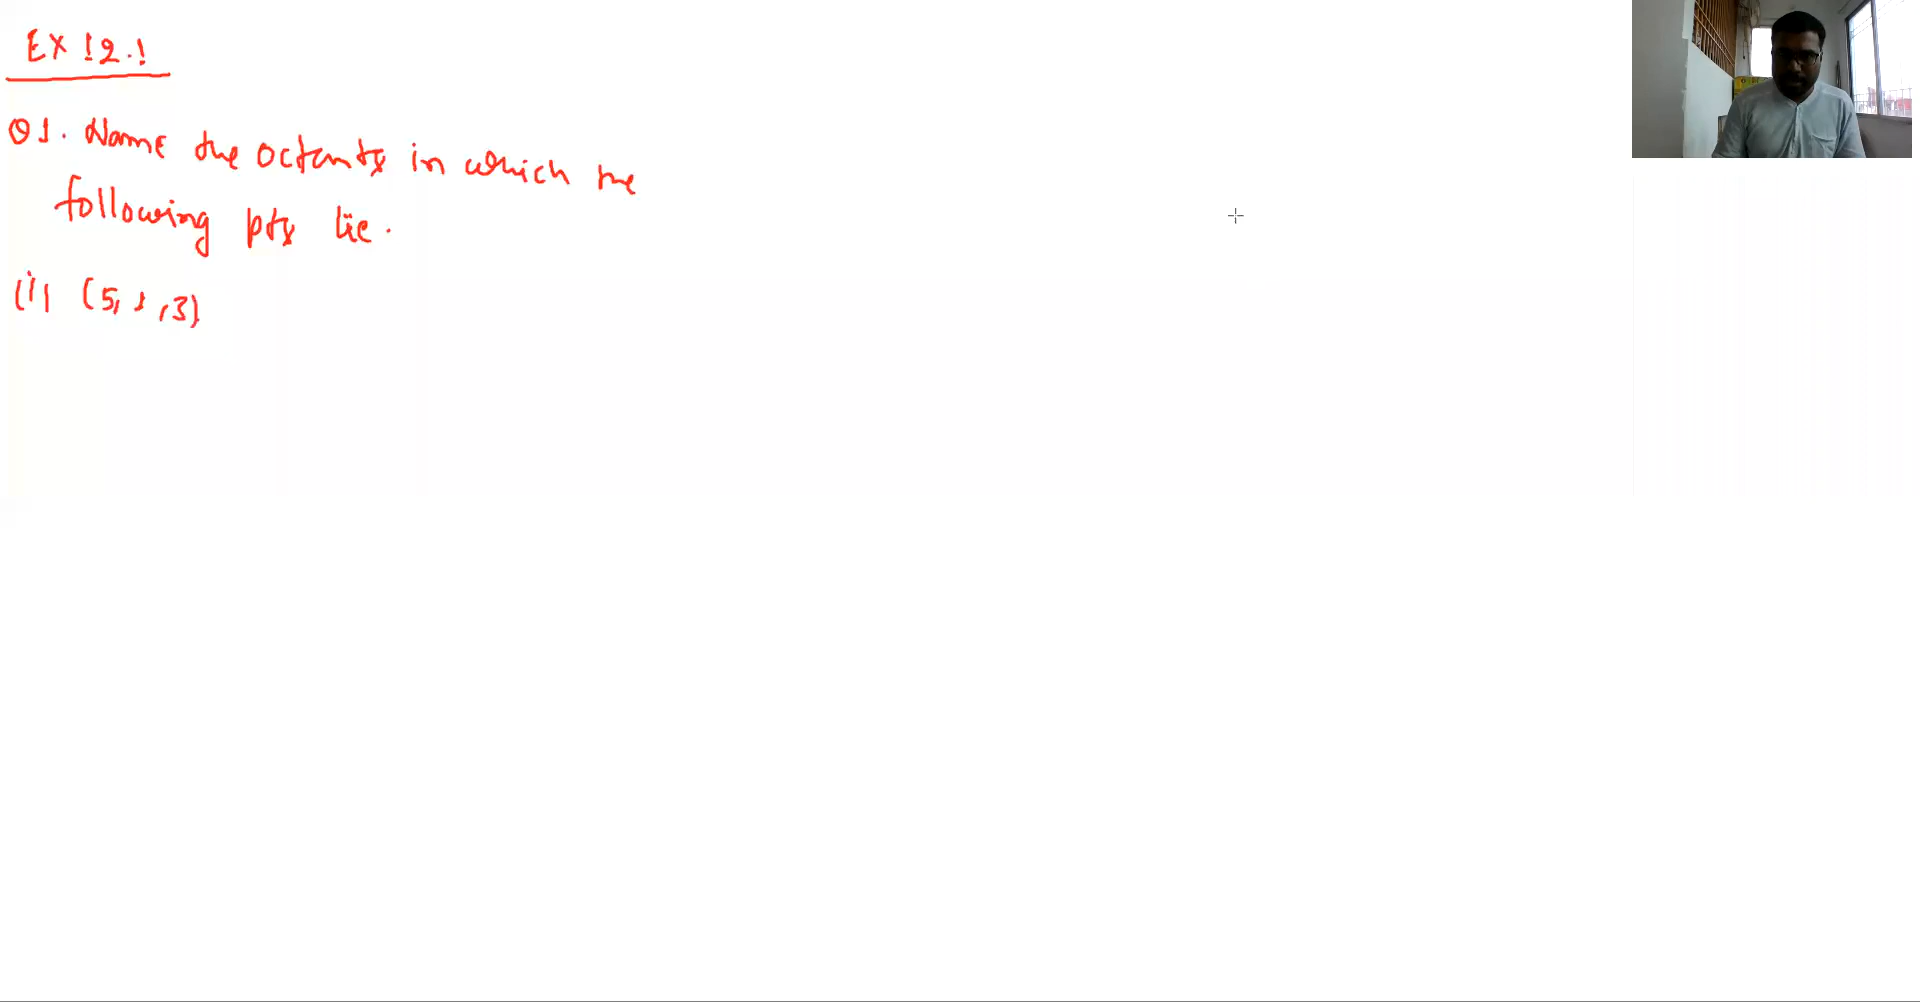 EX 12.1
Q1. Name the octants in which the
following pts lie.
(i) (5, 1, 3)